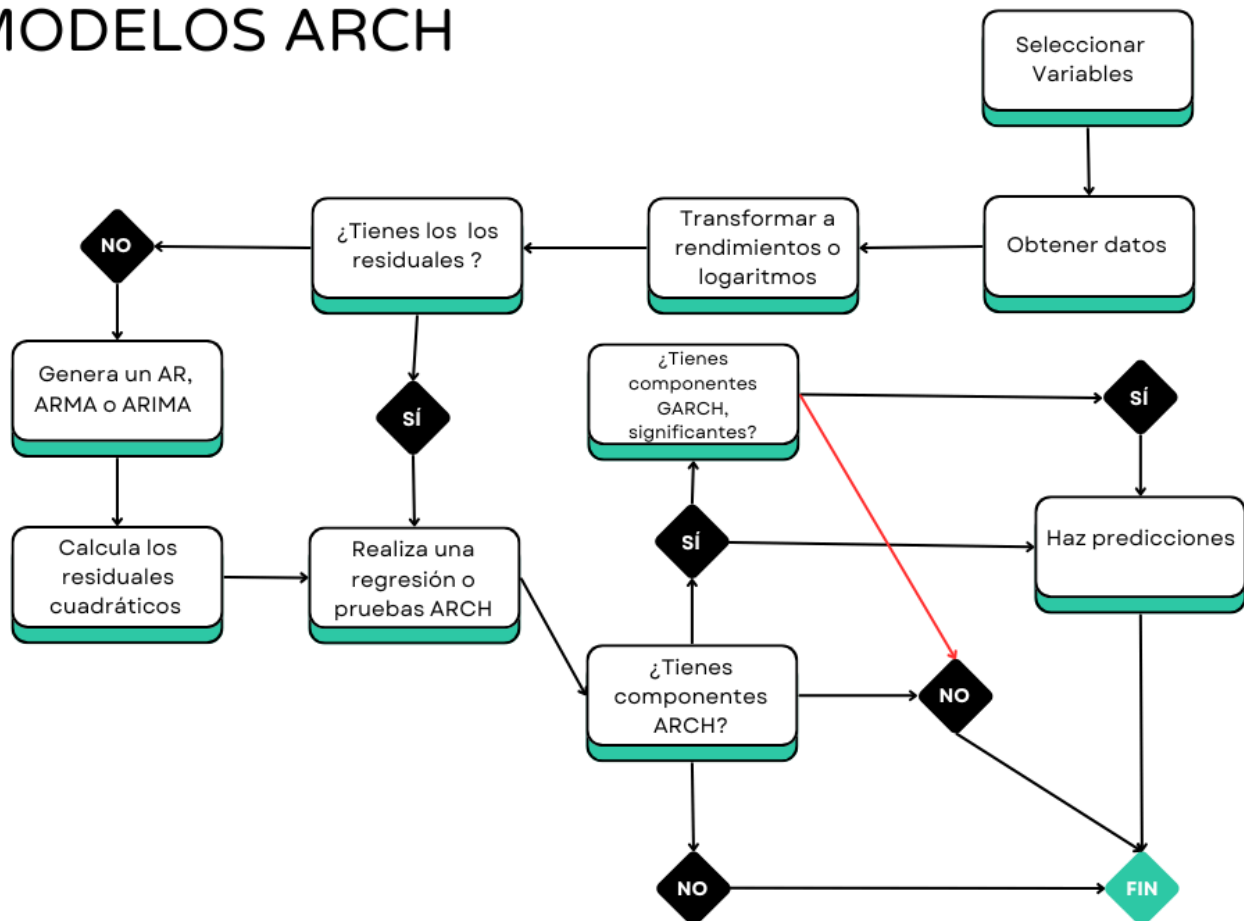 MODELOS ARCH
Seleccionar
Variables
Obtener datos
Transformar a
rendimientos o
logaritmos
¿Tienes los los
residuales ?
NO
Genera un AR,
ARMA o ARIMA
Calcula los
residuales
cuadráticos
SÍ
Realiza una
regresión o
pruebas ARCH
¿Tienes
componentes
ARCH?
SÍ
¿Tienes
componentes
GARCH,
significantes?
SÍ
Haz predicciones
NO
NO
FIN